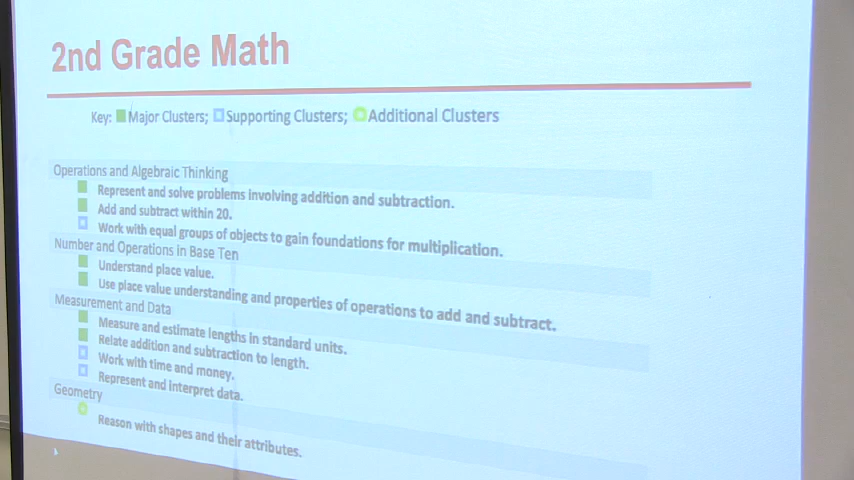 2nd Grade Math
Key: Major Clusters; Supporting Clusters; Additional Clusters
Operations and Algebraic Thinking
Represent and solve problems involving addition and subtraction.
Add and subtract within 20.
Work with equal groups of objects to gain foundations for multiplication.
Number and Operations in Base Ten
Understand place value.
Use place value understanding and properties of operations to add and subtract.
Measurement and Data
Measure and estimate lengths in standard units.
Relate addition and subtraction to length.
Work with time and money.
Represent and interpret data.
Geometry
Reason with shapes and their attributes.